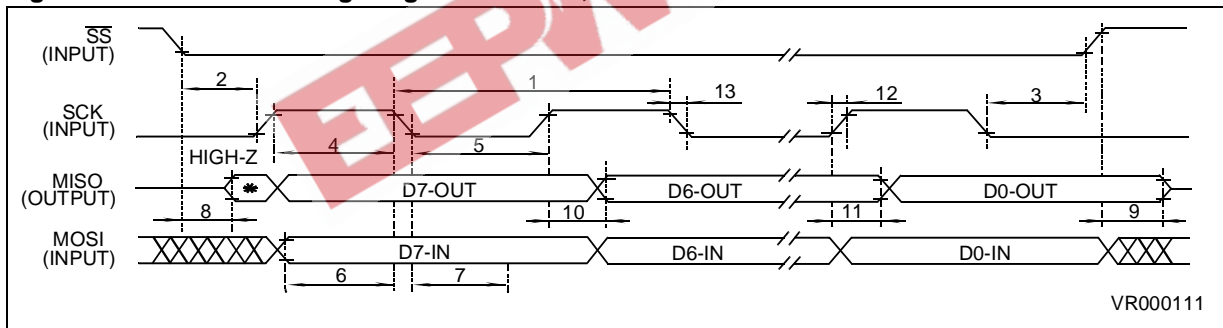 SS
(INPUT)
2
1
13
12
3
SCK
(INPUT)
4
5
HIGH-Z
MISO
(OUTPUT)
*
D7-OUT
D6-OUT
D0-OUT
8
10
11
9
MOSI
(INPUT)
D7-IN
D6-IN
D0-IN
6
7
VR000111